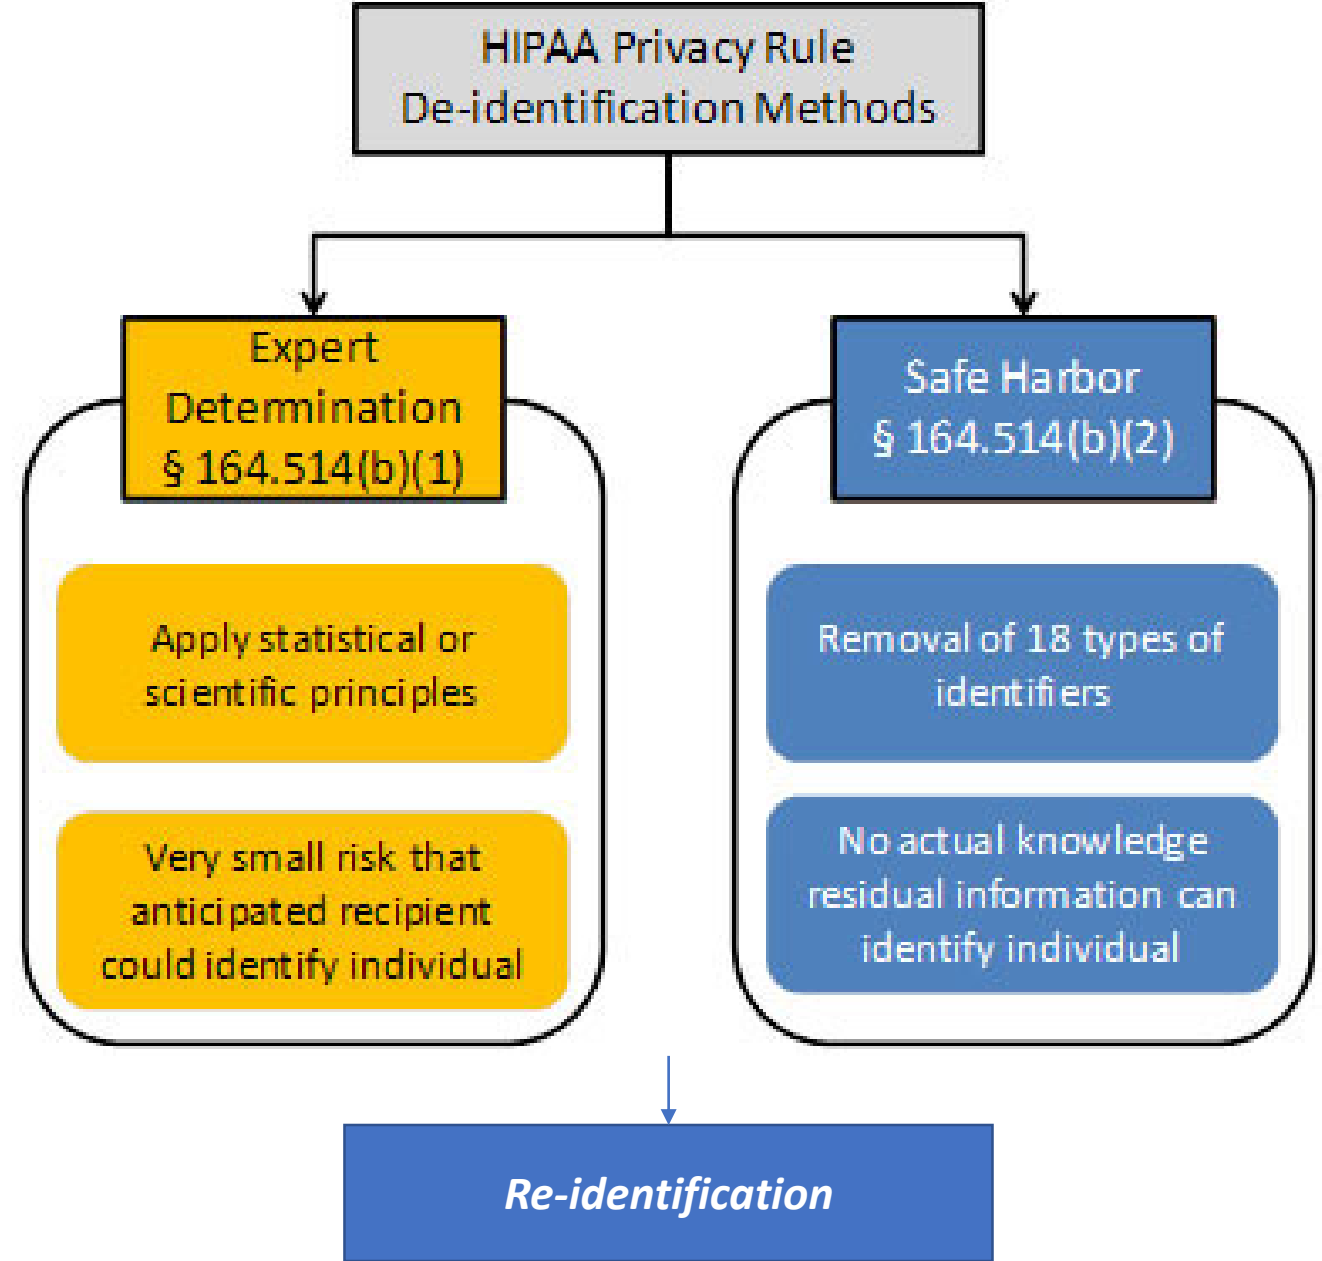 HIPAA Privacy Rule
De-identification Methods
Expert
Determination
§ 164.514(b)(1)
Apply statistical or
scientific principles
Very small risk that
anticipated recipient
could identify individual
Safe Harbor
§ 164.514(b)(2)
Removal of 18 types of
identifiers
No actual knowledge
residual information can
identify individual
Re-identification